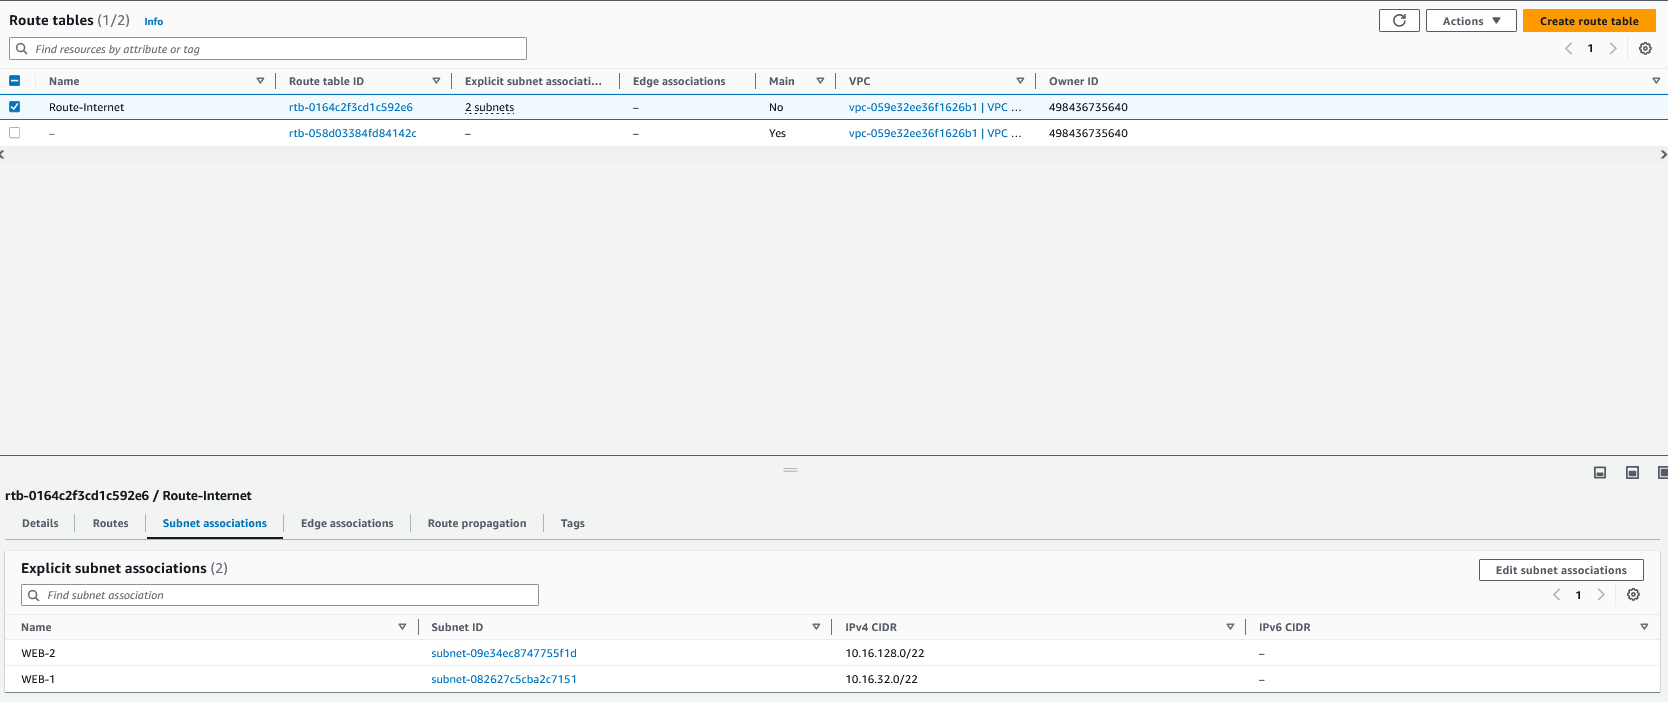 Route tables (1/2) Info
Actions ▼ Create route table
Find resources by attribute or tag
1
Name Route table ID Explicit subnet associati... Edge associations Main VPC Owner ID
Route-Internet rtb-0164c2f3cd1c592e6 2 subnets – No vpc-059e32ee36f1626b1 | VPC ... 498436735640
– rtb-058d03384fd84142c – – Yes vpc-059e32ee36f1626b1 | VPC ... 498436735640
rtb-0164c2f3cd1c592e6 / Route-Internet
Details Routes Subnet associations Edge associations Route propagation Tags
Explicit subnet associations (2) Edit subnet associations
Find subnet association
1
Name Subnet ID IPv4 CIDR IPv6 CIDR
WEB-2 subnet-09e34ec8747755f1d 10.16.128.0/22 –
WEB-1 subnet-082627c5cba2c7151 10.16.32.0/22 –